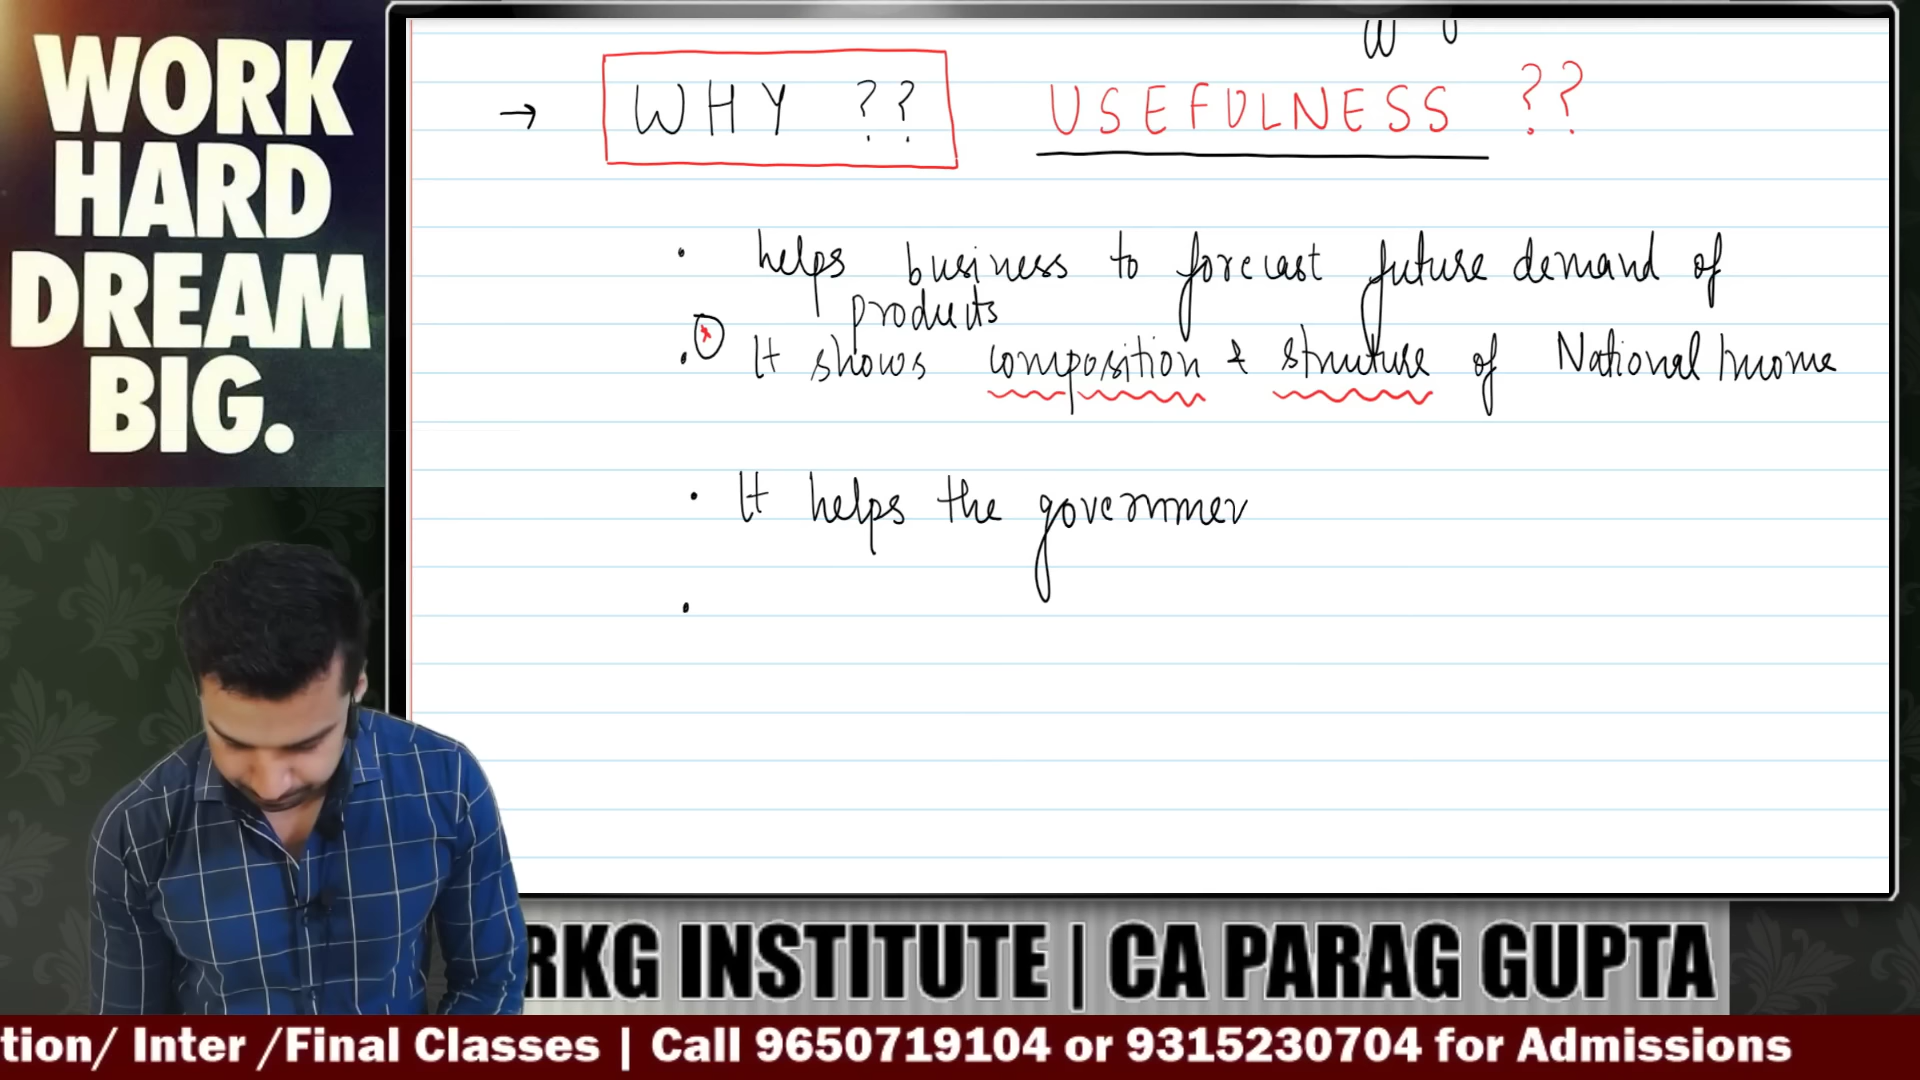 WORK
HARD
DREAM
BIG.
→ WHY ?? USEFULNESS ??
• helps business to forecast future demand of
products
• It shows composition & struture of National Income
• It helps the governmen
•
RKG INSTITUTE | CA PARAG GUPTA
tion/ Inter /Final Classes | Call 9650719104 or 9315230704 for Admissions